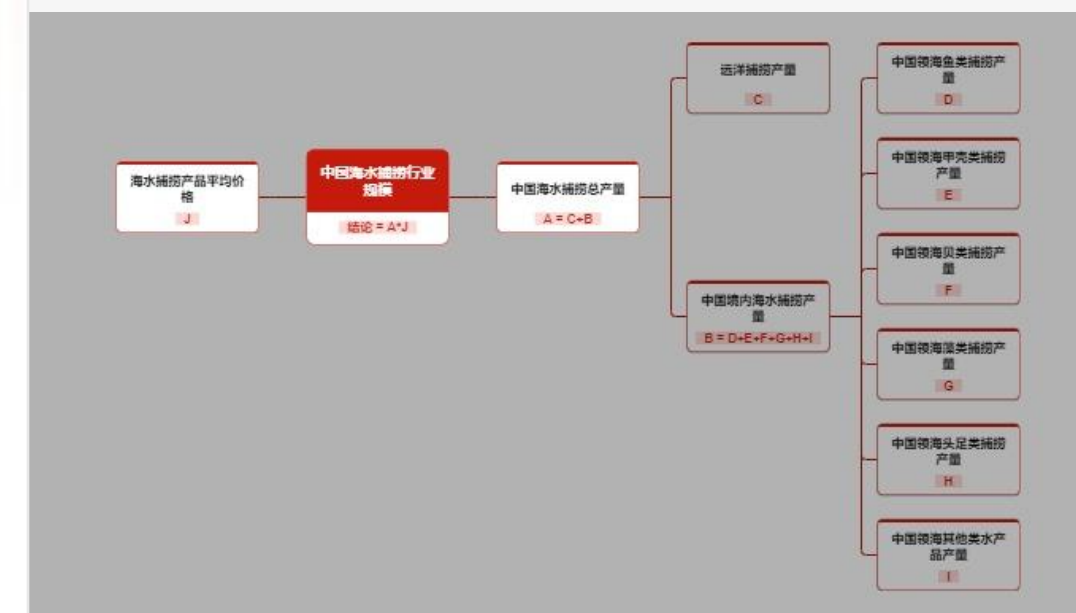 海水捕捞产品平均价
格
J
中国海水捕捞行业
规模
结论 = A*J
中国海水捕捞总产量
A = C+B
远洋捕捞产量
C
中国境内海水捕捞产
量
B = D+E+F+G+H+I
中国领海鱼类捕捞产
量
D
中国领海甲壳类捕捞
产量
E
中国领海贝类捕捞产
量
F
中国领海藻类捕捞产
量
G
中国领海头足类捕捞
产量
H
中国领海其他类水产
品产量
I